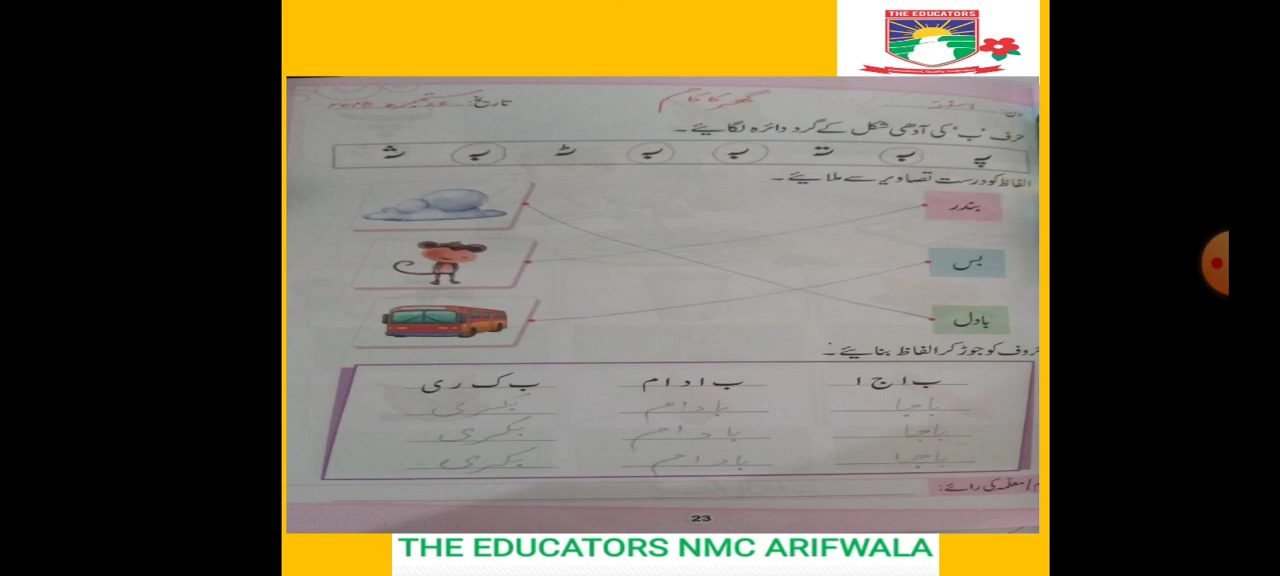 THE EDUCATORS
دن:
گھر کا کام
تاریخ:
حرف "ب" کی آدھی شکل کے گرد دائرہ لگائیے۔
الفاظ کو درست تصاویر سے ملائیے۔
بندر
بس
بادل
حروف کو جوڑ کر الفاظ بنائیے۔
ب ا ج ا ب ا د ا م ب ک ر ی
باجا بادام بکری
باجا بادام بکری
باجا بادام بکری
معلمہ کی رائے:
23
THE EDUCATORS NMC ARIFWALA